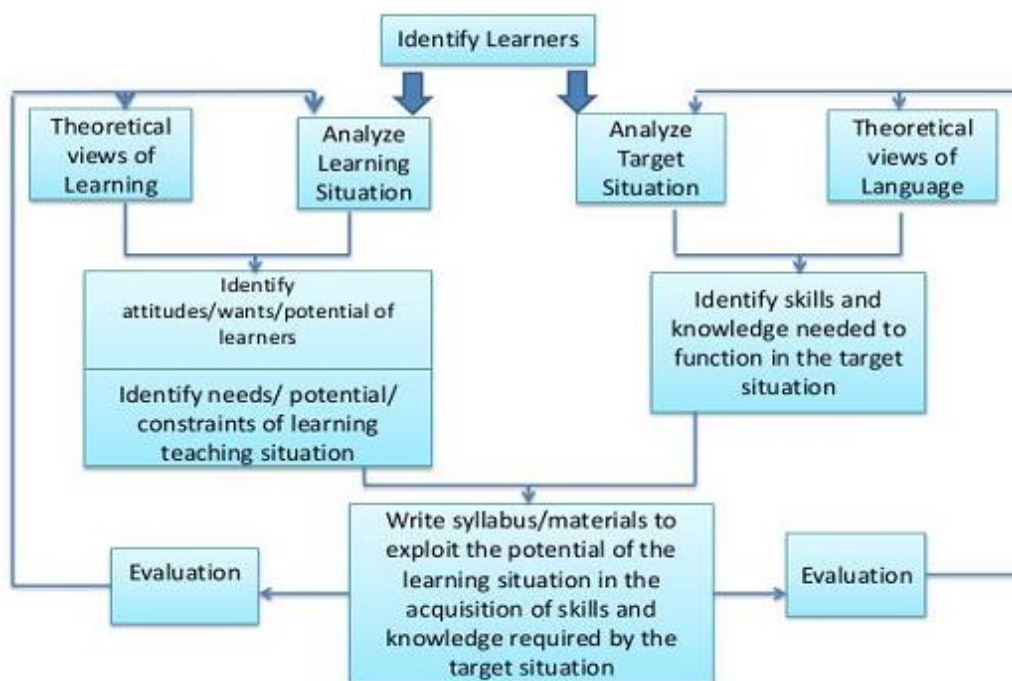 Identify Learners
Theoretical
views of
Learning
Analyze
Learning
Situation
Analyze
Target
Situation
Theoretical
views of
Language
Identify
attitudes/wants/potential of
learners
Identify needs/ potential/
constraints of learning
teaching situation
Identify skills and
knowledge needed to
function in the target
situation
Evaluation
Write syllabus/materials to
exploit the potential of the
learning situation in the
acquisition of skills and
knowledge required by the
target situation
Evaluation